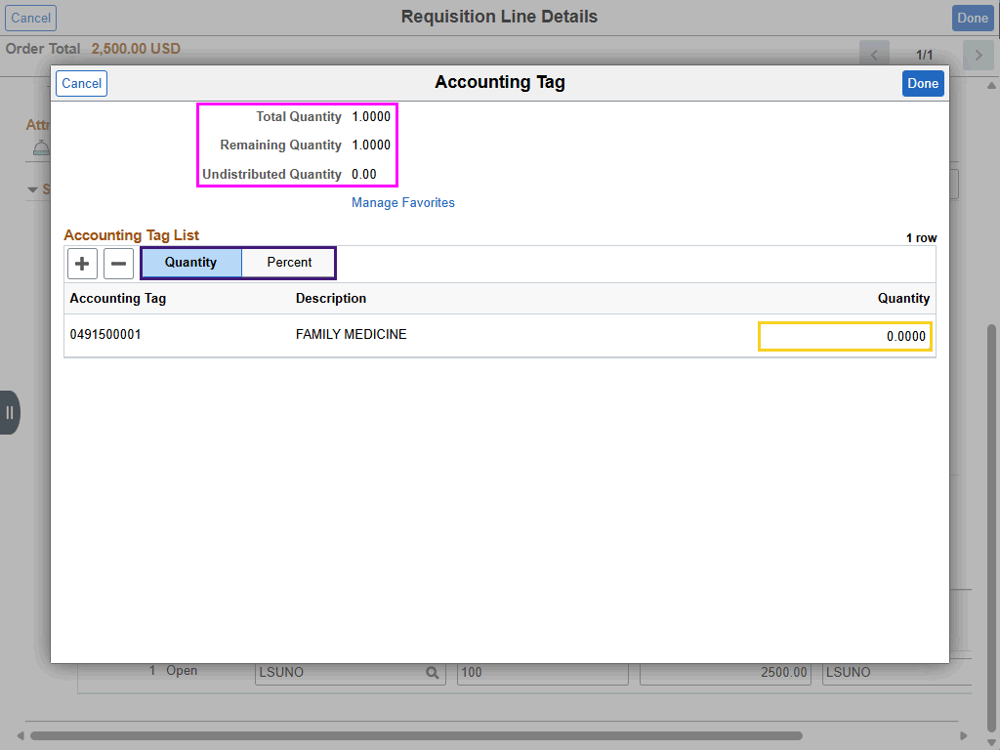 Cancel
Requisition Line Details
Done
Order Total 2,500.00 USD
1/1
Cancel
Accounting Tag
Done
Total Quantity 1.0000
Attr
Remaining Quantity 1.0000
Undistributed Quantity 0.00
S
Manage Favorites
Accounting Tag List
1 row
Quantity Percent
Accounting Tag Description Quantity
0491500001 FAMILY MEDICINE 0.0000
1 Open LSUNO 100 2500.00 LSUNO